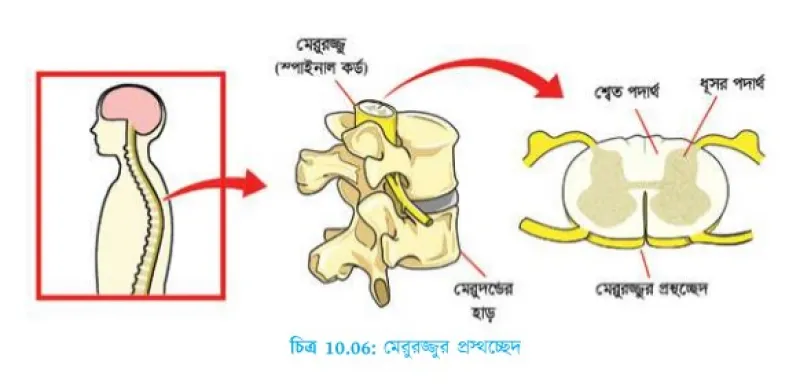 মেরুরজ্জু
(স্পাইনাল কর্ড)
শ্বেত পদার্থ
ধূসর পদার্থ
মেরুদণ্ডের
হাড়
মেরুরজ্জুর প্রস্থচ্ছেদ
চিত্র 10.06: মেরুরজ্জুর প্রস্থচ্ছেদ